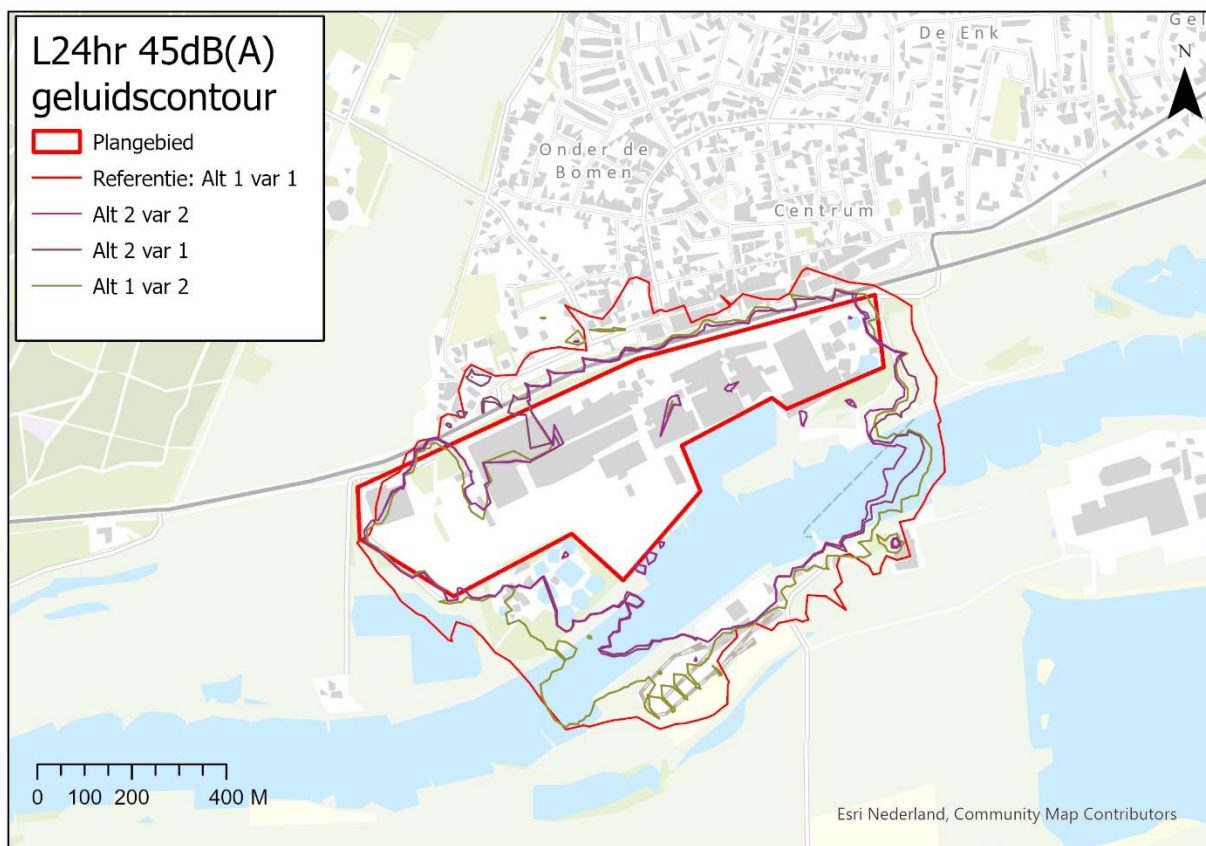 L24hr 45dB(A)
geluidscontour
Plangebied
Referentie: Alt 1 var 1
Alt 2 var 2
Alt 2 var 1
Alt 1 var 2
De Enk
Gel
N
Onder de
Bomen
Centrum
0 100 200 400 M
Esri Nederland, Community Map Contributors